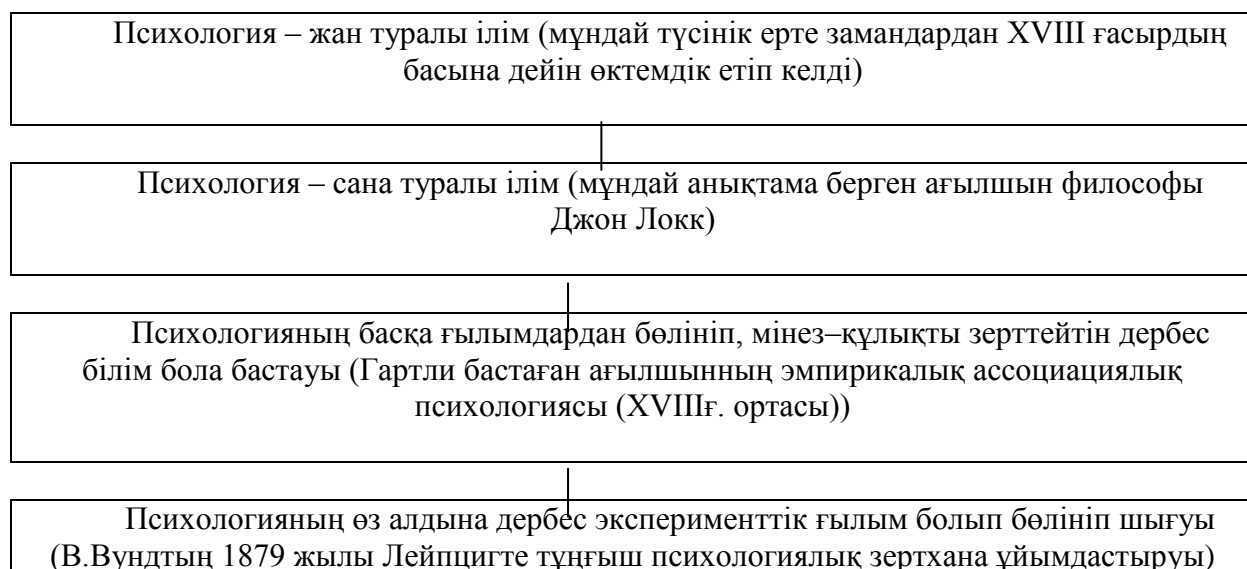 Психология – жан туралы ілім (мұндай түсінік ерте замандардан XVIII ғасырдың
басына дейін өктемдік етіп келді)
Психология – сана туралы ілім (мұндай анықтама берген ағылшын философы
Джон Локк)
Психологияның басқа ғылымдардан бөлініп, мінез–құлықты зерттейтін дербес
білім бола бастауы (Гартли бастаған ағылшынның эмпирикалық ассоциациялық
психологиясы (XVIIIғ. ортасы))
Психологияның өз алдына дербес эксперименттік ғылым болып бөлініп шығуы
(В.Вундтың 1879 жылы Лейпцигте тұңғыш психологиялық зертхана ұйымдастыруы)